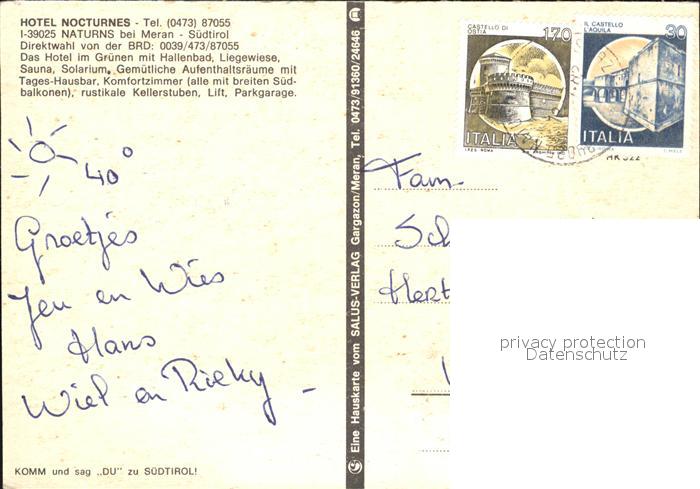 HOTEL NOCTURNES - Tel. (0473) 87055
I-39025 NATURNS bei Meran - Südtirol
Direktwahl von der BRD: 0039/473/87055
Das Hotel im Grünen mit Hallenbad, Liegewiese,
Sauna, Solarium, Gemütliche Aufenthaltsräume mit
Tages-Hausbar, Komfortzimmer (alle mit breiten Süd-
balkonen), rustikale Kellerstuben, Lift, Parkgarage.
40°
Groetjes
Jeu en Wies
Hans
Wiel en Rieky
KOMM und sag „DU" zu SÜDTIROL!
Eine Hauskarte vom SALUS-VERLAG Gargazon/Meran, Tel. 0473/91360/24646
CASTELLO DI
OSTIA
170
ITALIA
I.P.Z.S. ROMA
IL CASTELLO
L'AQUILA
30
ITALIA
Fam
Sch
Hert
privacy protection
Datenschutz